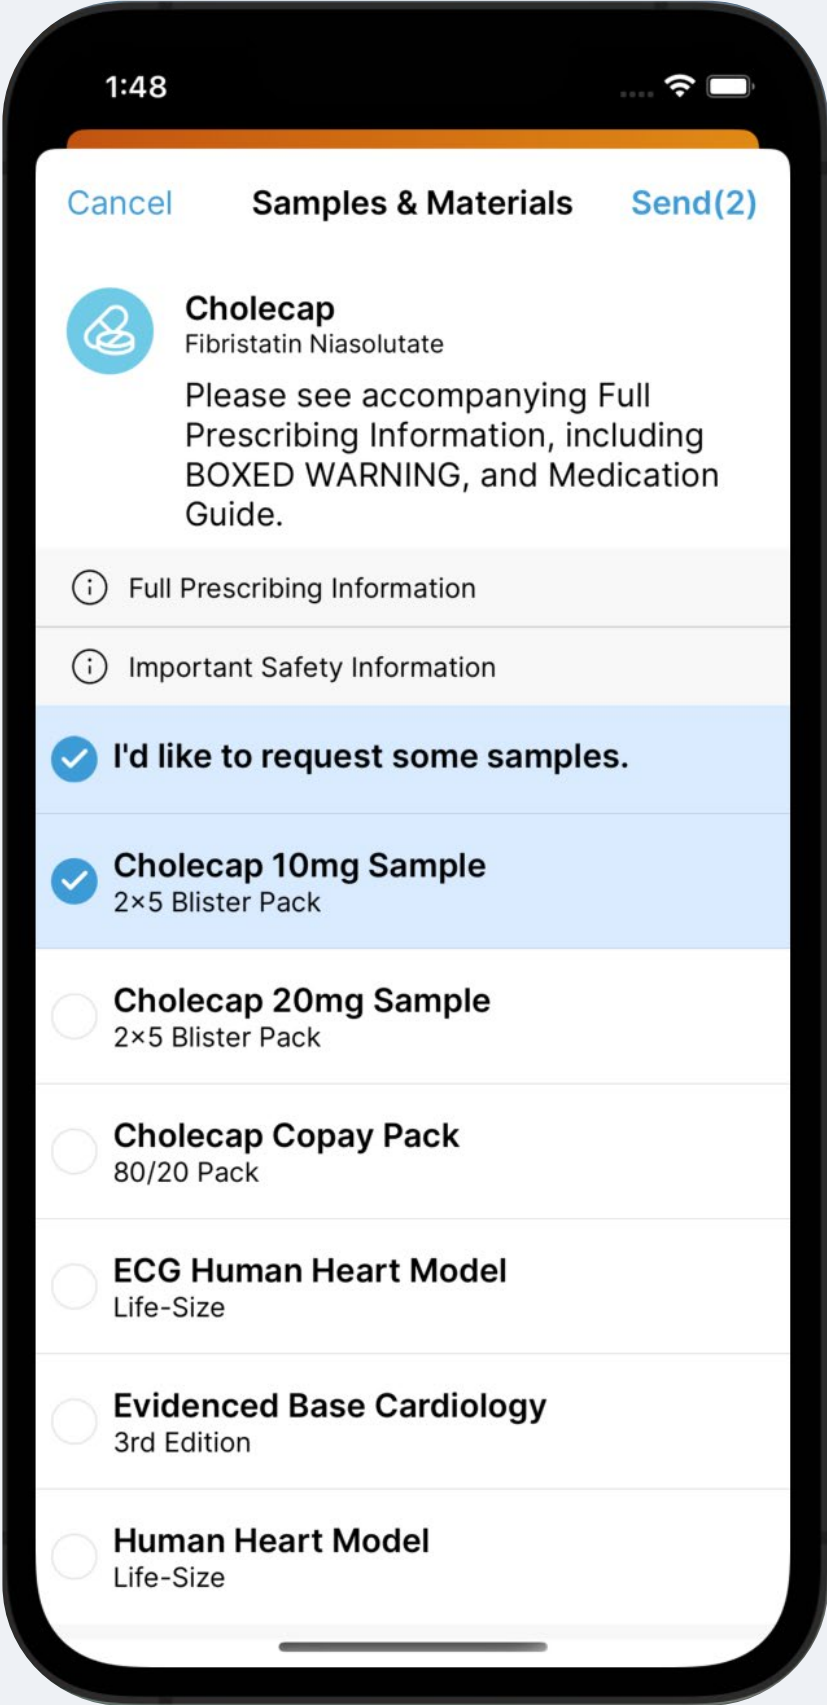 1:48
Cancel
Samples & Materials
Send(2)
Cholecap
Fibristatin Niasolutate
Please see accompanying Full
Prescribing Information, including
BOXED WARNING, and Medication
Guide.
Full Prescribing Information
Important Safety Information
I'd like to request some samples.
Cholecap 10mg Sample
2×5 Blister Pack
Cholecap 20mg Sample
2×5 Blister Pack
Cholecap Copay Pack
80/20 Pack
ECG Human Heart Model
Life-Size
Evidenced Base Cardiology
3rd Edition
Human Heart Model
Life-Size